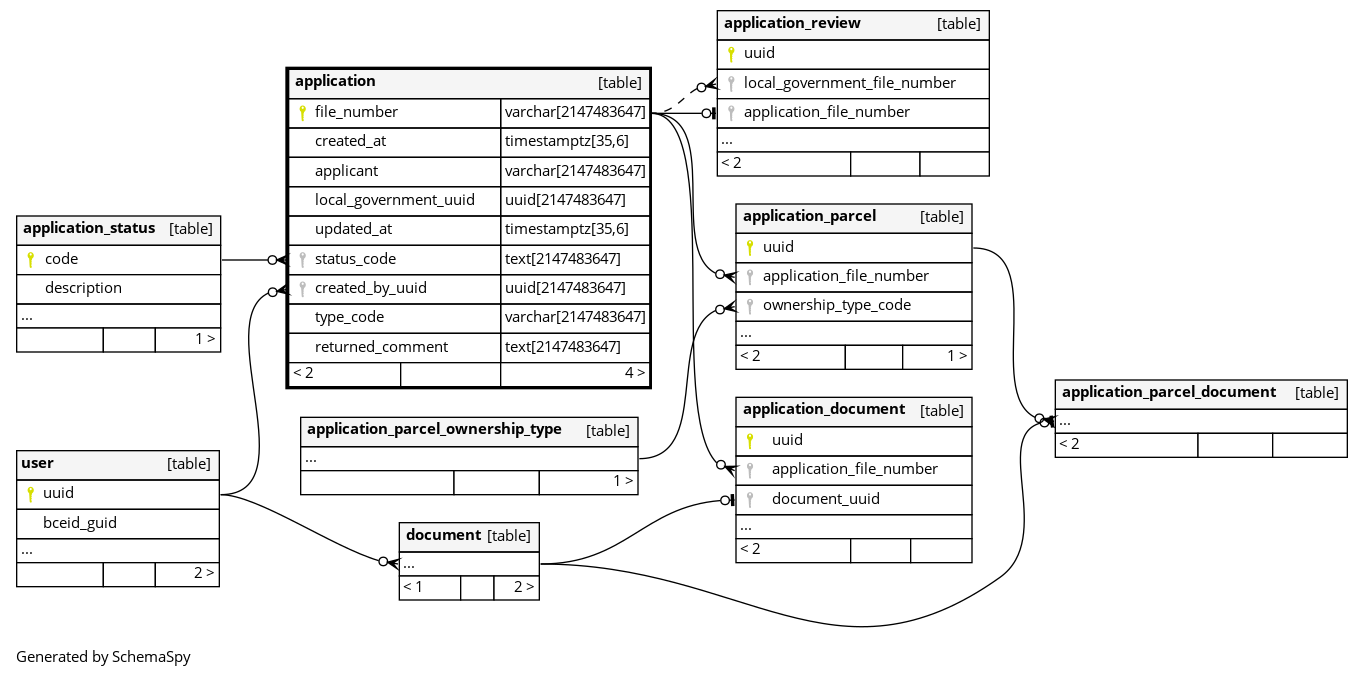 application_review [table]
uuid
local_government_file_number
application_file_number
...
< 2
application [table]
file_number varchar[2147483647]
created_at timestamptz[35,6]
applicant varchar[2147483647]
local_government_uuid uuid[2147483647]
updated_at timestamptz[35,6]
status_code text[2147483647]
created_by_uuid uuid[2147483647]
type_code varchar[2147483647]
returned_comment text[2147483647]
< 2 4 >
application_status [table]
code
description
...
1 >
application_parcel [table]
uuid
application_file_number
ownership_type_code
...
< 2 1 >
application_parcel_document [table]
...
< 2
application_document [table]
uuid
application_file_number
document_uuid
...
< 2
application_parcel_ownership_type [table]
...
1 >
user [table]
uuid
bceid_guid
...
2 >
document [table]
...
< 1 2 >
Generated by SchemaSpy